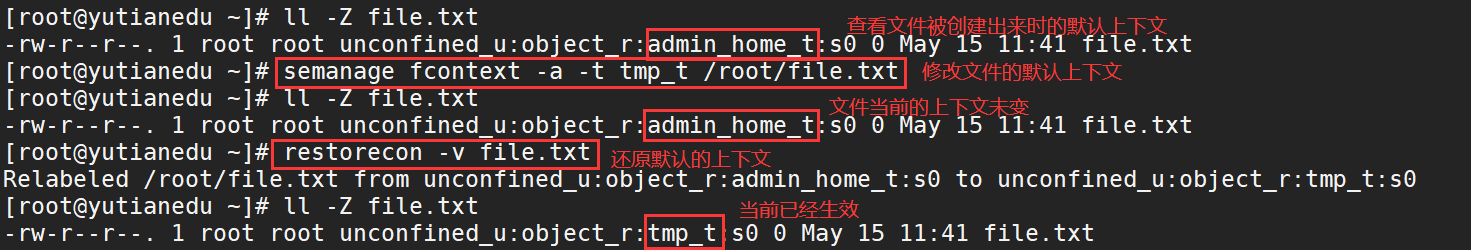 [root@yutianedu ~]# ll -Z file.txt
查看文件被创建出来时的默认上下文
-rw-r--r--. 1 root root unconfined_u:object_r:admin_home_t:s0 0 May 15 11:41 file.txt
[root@yutianedu ~]# semanage fcontext -a -t tmp_t /root/file.txt 修改文件的默认上下文
[root@yutianedu ~]# ll -Z file.txt
文件当前的上下文未变
-rw-r--r--. 1 root root unconfined_u:object_r:admin_home_t:s0 0 May 15 11:41 file.txt
[root@yutianedu ~]# restorecon -v file.txt 还原默认的上下文
Relabeled /root/file.txt from unconfined_u:object_r:admin_home_t:s0 to unconfined_u:object_r:tmp_t:s0
[root@yutianedu ~]# ll -Z file.txt
当前已经生效
-rw-r--r--. 1 root root unconfined_u:object_r:tmp_t:s0 0 May 15 11:41 file.txt